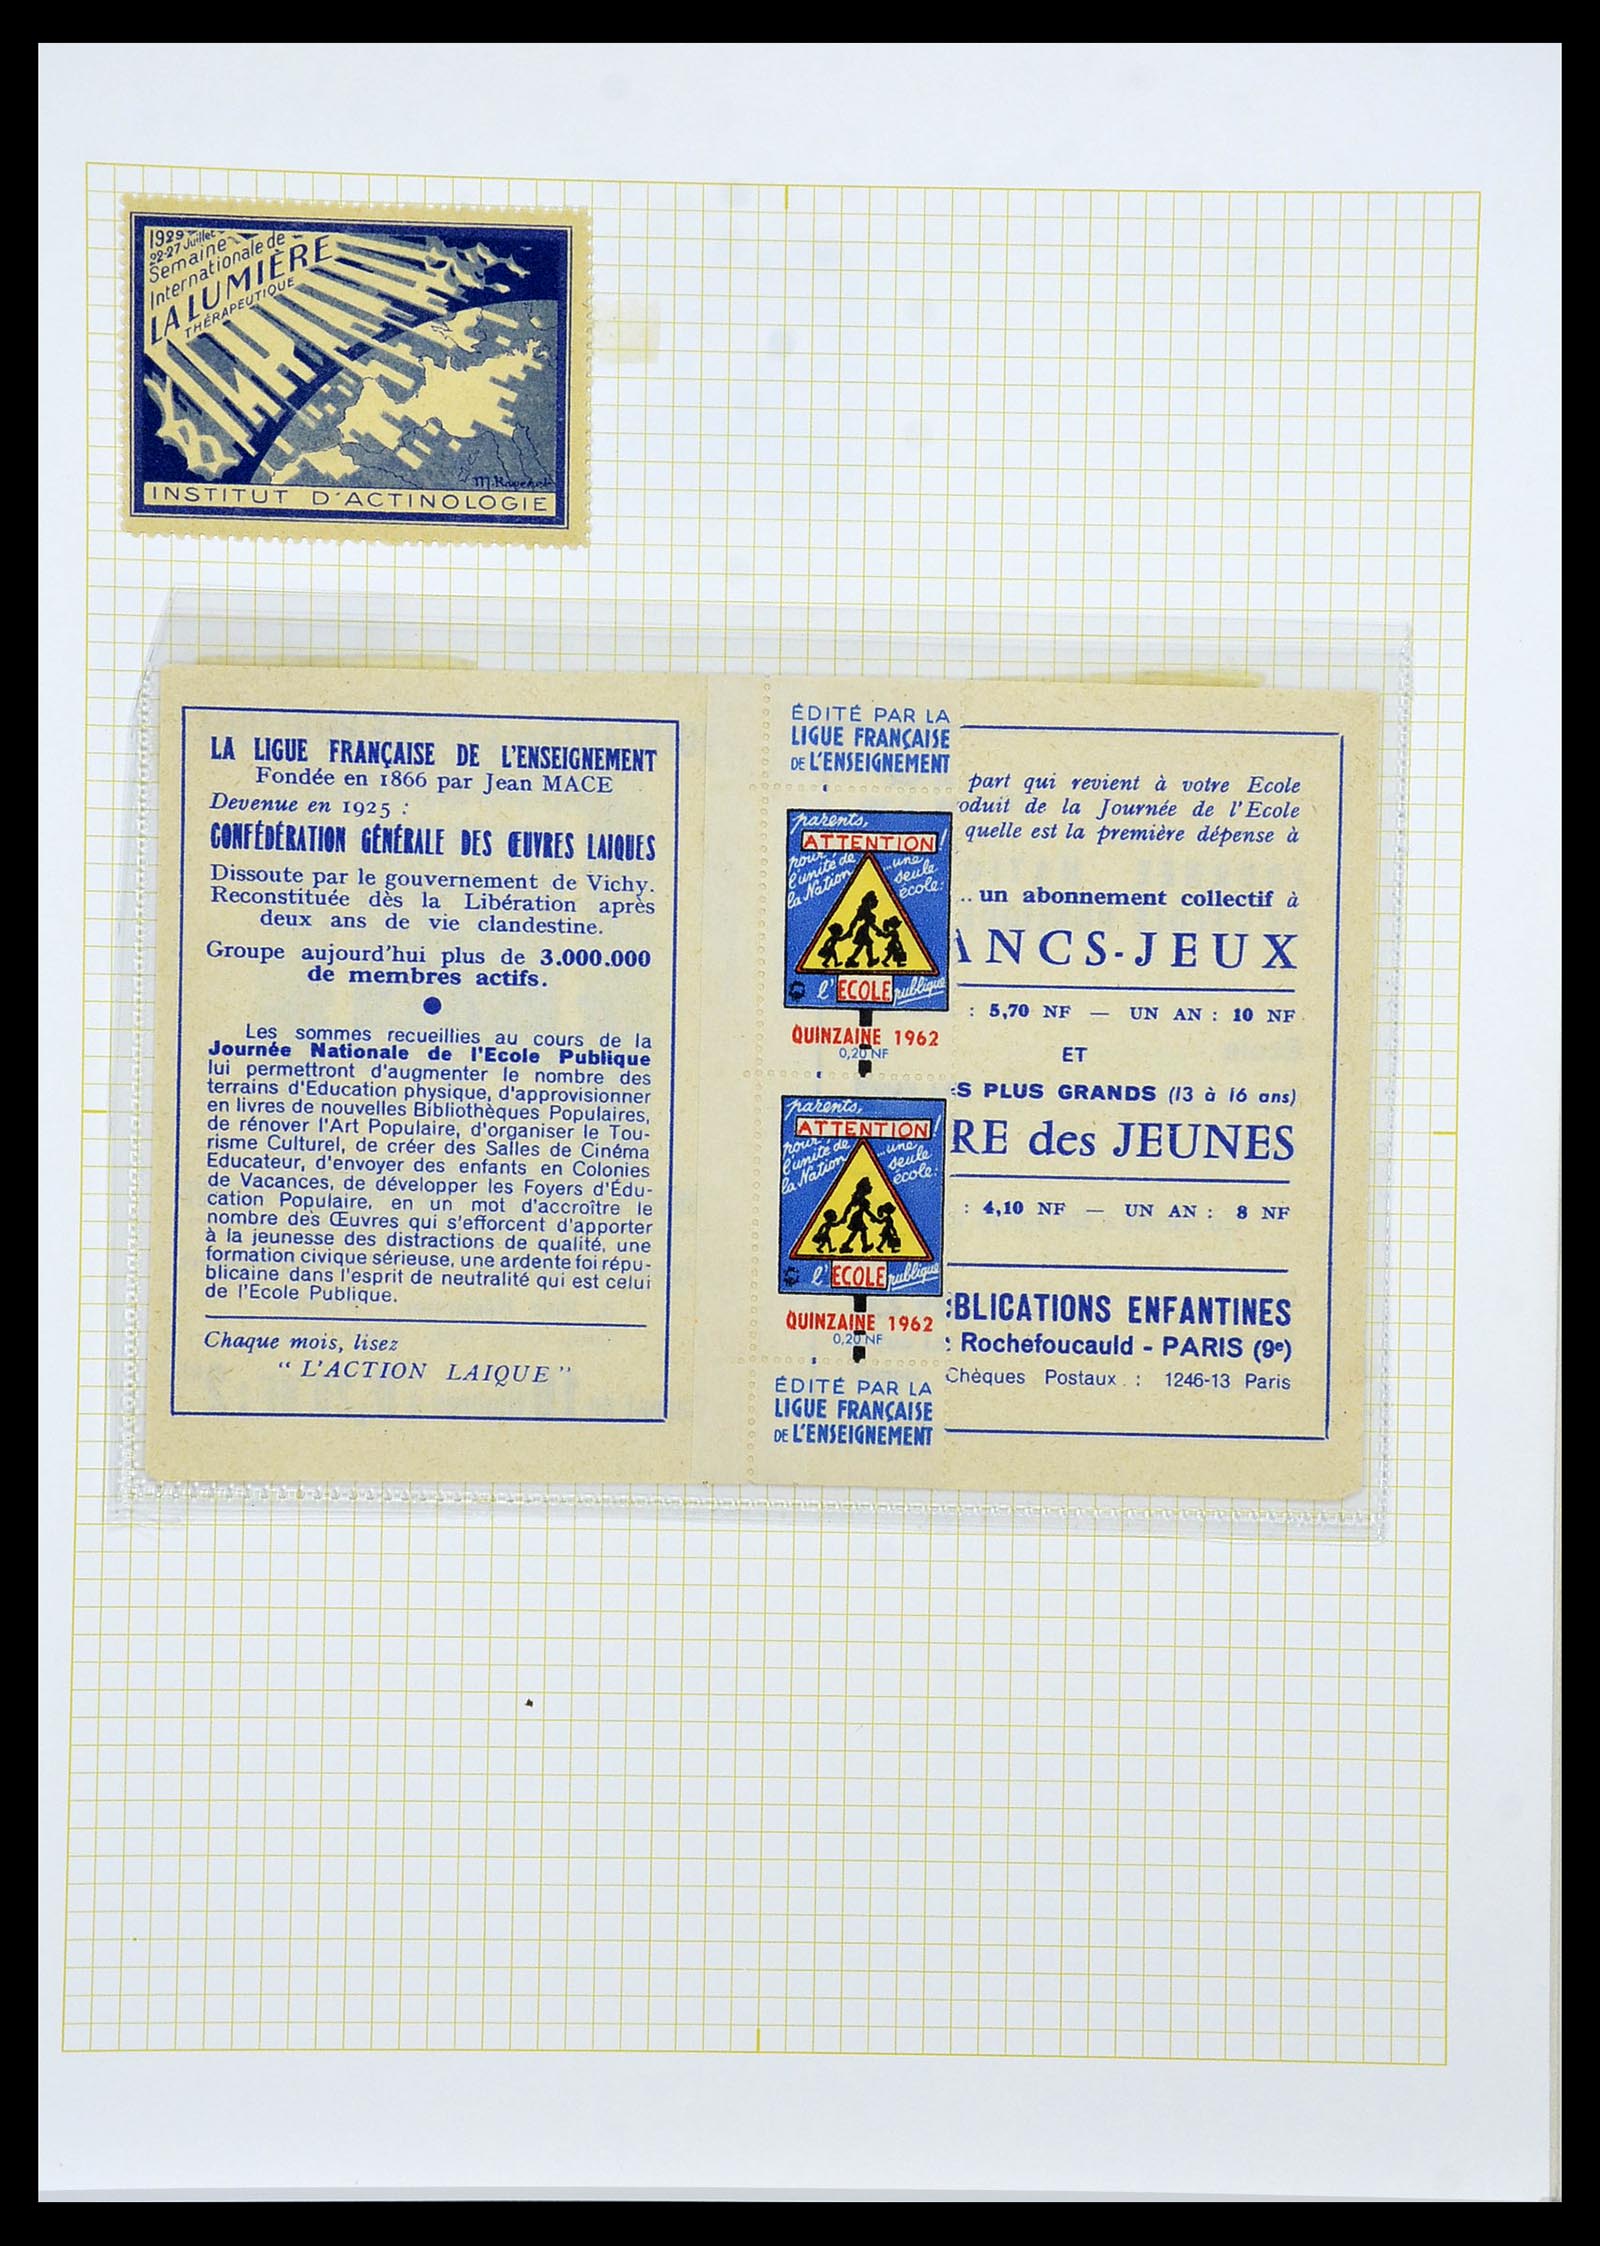 1929
22-27 Juillet
Semaine
Internationale de
LA LUMIÈRE
THÉRAPEUTIQUE
INSTITUT D'ACTINOLOGIE
LA LIGUE FRANÇAISE DE L'ENSEIGNEMENT
Fondée en 1866 par Jean MACE
Devenue en 1925 :
CONFÉDÉRATION GÉNÉRALE DES ŒUVRES LAIQUES
Dissoute par le gouvernement de Vichy.
Reconstituée dès la Libération après
deux ans de vie clandestine.
Groupe aujourd'hui plus de 3.000.000
de membres actifs.
Les sommes recueillies au cours de la
Journée Nationale de l'Ecole Publique
lui permettront d'augmenter le nombre des
terrains d'Education physique, d'approvisionner
en livres de nouvelles Bibliothèques Populaires,
de rénover l'Art Populaire, d'organiser le Tou-
risme Culturel, de créer des Salles de Cinéma
Educateur, d'envoyer des enfants en Colonies
de Vacances, de développer les Foyers d'Édu-
cation Populaire, en un mot d'accroître le
nombre des Œuvres qui s'efforcent d'apporter
à la jeunesse des distractions de qualité, une
formation civique sérieuse, une ardente foi répu-
blicaine dans l'esprit de neutralité qui est celui
de l'Ecole Publique.
Chaque mois, lisez
" L'ACTION LAIQUE "
ÉDITÉ PAR LA
LIGUE FRANÇAISE
DE L'ENSEIGNEMENT
parents,
ATTENTION!
pour l'unité de la Nation
...une seule école:
l'ECOLE publique
QUINZAINE 1962
0,20 NF
parents,
ATTENTION!
pour l'unité de la Nation
...une seule école:
l'ECOLE publique
QUINZAINE 1962
0,20 NF
ÉDITÉ PAR LA
LIGUE FRANÇAISE
DE L'ENSEIGNEMENT
part qui revient à votre Ecole
oduit de la Journée de l'Ecole
quelle est la première dépense à
.. un abonnement collectif à
ANCS-JEUX
: 5,70 NF — UN AN : 10 NF
ET
S PLUS GRANDS (13 à 16 ans)
RE des JEUNES
: 4,10 NF — UN AN : 8 NF
BLICATIONS ENFANTINES
: Rochefoucauld - PARIS (9e)
Chèques Postaux : 1246-13 Paris